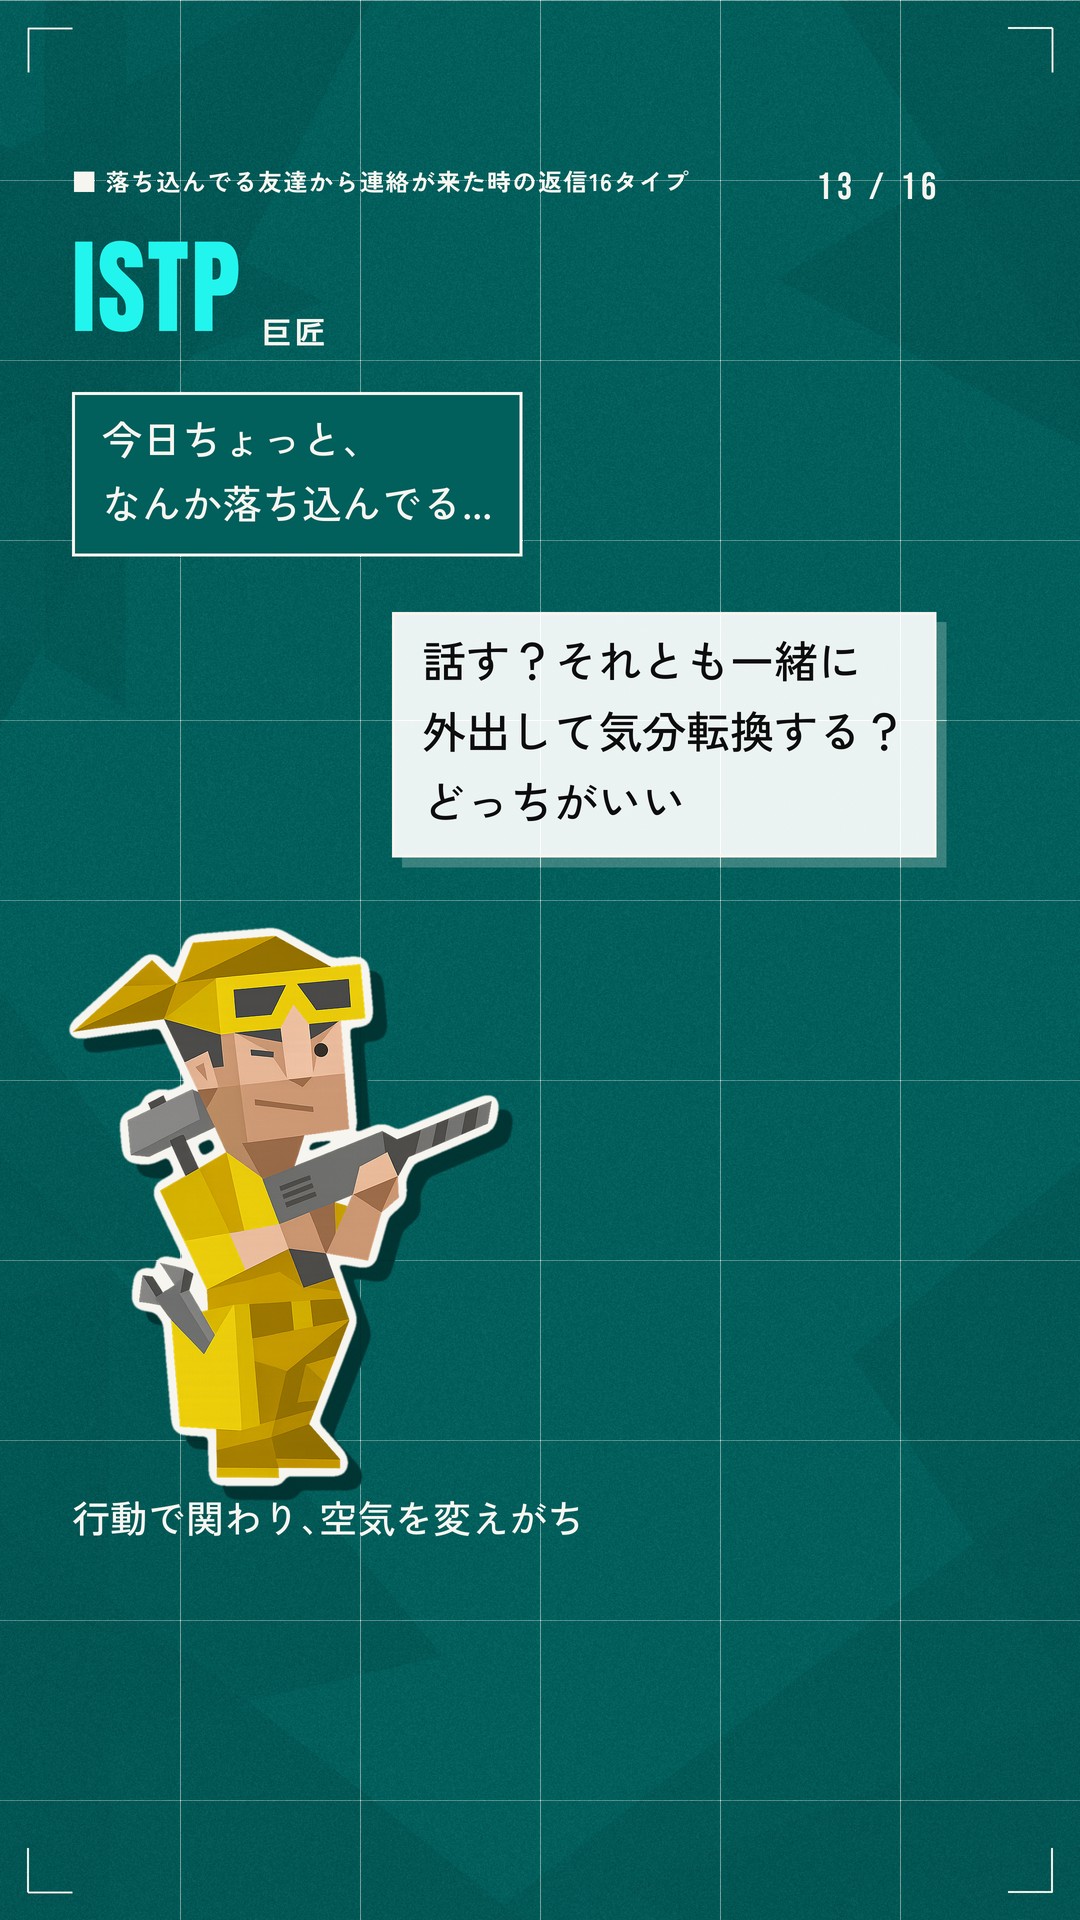 ■ 落ち込んでる友達から連絡が来た時の返信16タイプ
13 / 16
ISTP 巨匠
今日ちょっと、
なんか落ち込んでる...
話す？それとも一緒に
外出して気分転換する？
どっちがいい
行動で関わり、空気を変えがち